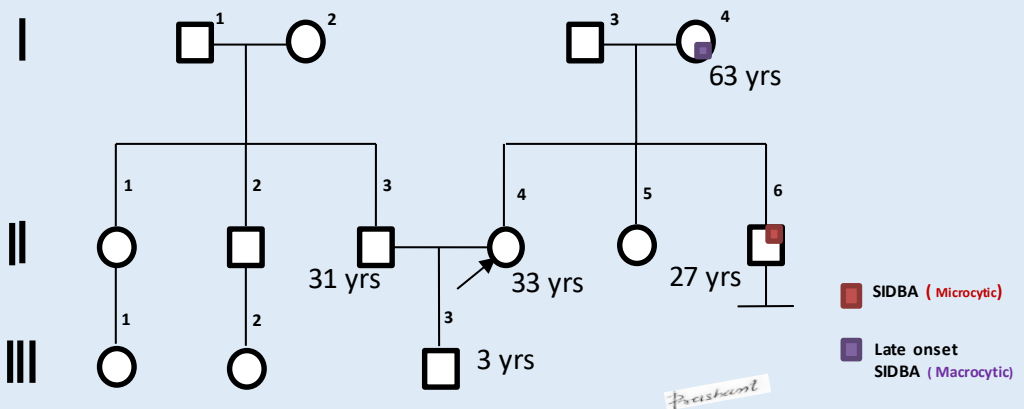 I
1
2
3
4
63 yrs
1
2
3
4
5
6
II
31 yrs
33 yrs
27 yrs
SIDBA ( Microcytic)
1
2
3
III
3 yrs
Late onset
SIDBA ( Macrocytic)
Prashant